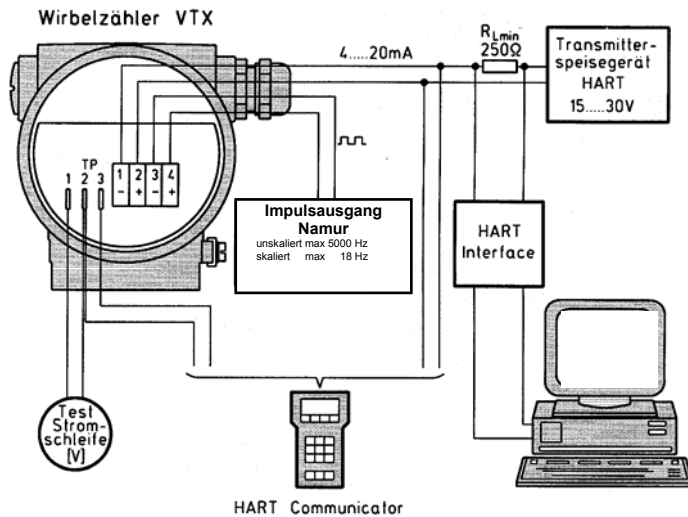 Wirbelzähler VTX
4.....20mA
RLmin
250Ω
Transmitter-
speisegerät
HART
15.....30V
TP
1 2 3
1 2 3 4
- + - +
Impulsausgang
Namur
unskaliert max 5000 Hz
skaliert max 18 Hz
HART
Interface
Test
Strom-
schleife
[V]
HART Communicator